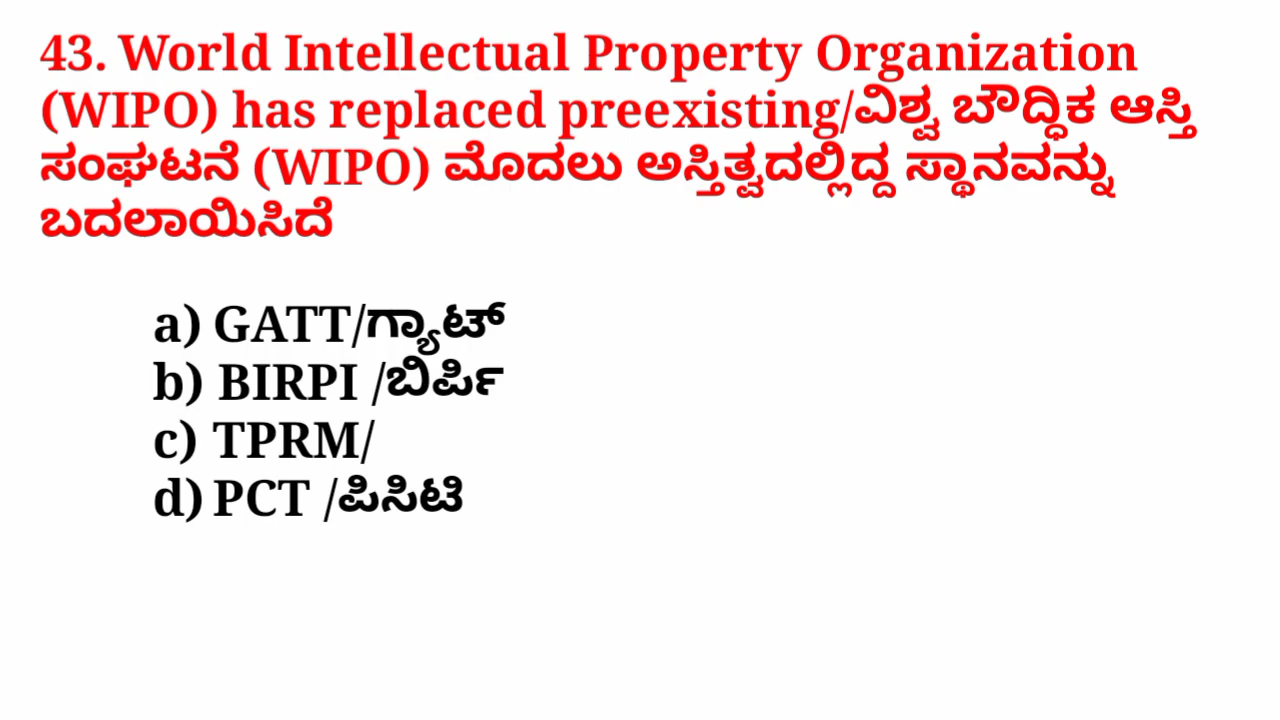 43. World Intellectual Property Organization
(WIPO) has replaced preexisting/ವಿಶ್ವ ಬೌದ್ಧಿಕ ಆಸ್ತಿ
ಸಂಘಟನೆ (WIPO) ಮೊದಲು ಅಸ್ತಿತ್ವದಲ್ಲಿದ್ದ ಸ್ಥಾನವನ್ನು
ಬದಲಾಯಿಸಿದೆ
a) GATT/ಗ್ಯಾಟ್
b) BIRPI /ಬಿರ್ಪಿ
c) TPRM/
d) PCT /ಪಿಸಿಟಿ